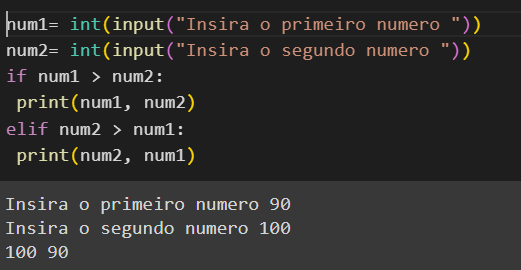 num1= int(input("Insira o primeiro numero "))
num2= int(input("Insira o segundo numero "))
if num1 > num2:
 print(num1, num2)
elif num2 > num1:
 print(num2, num1)
Insira o primeiro numero 90
Insira o segundo numero 100
100 90